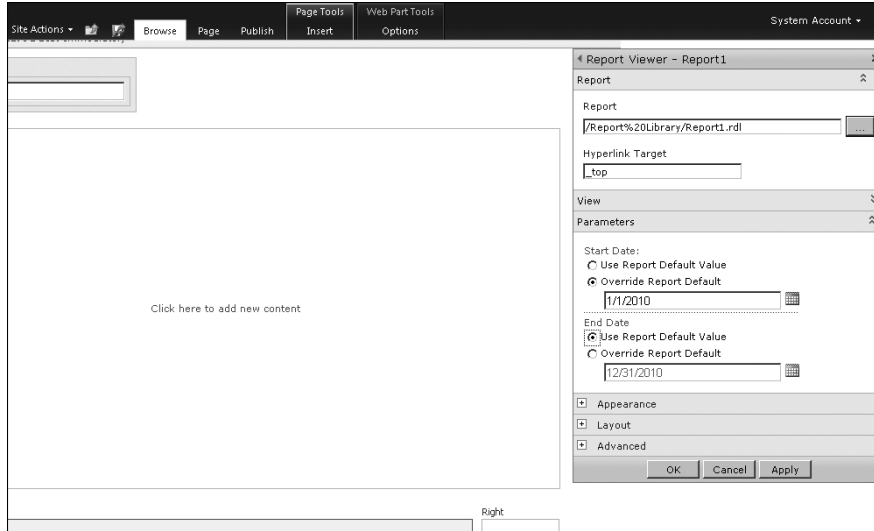 Page Tools
Web Part Tools
Site Actions
Browse
Page
Publish
Insert
Options
System Account
Report Viewer - Report1
Report
Report
/Report%20Library/Report1.rdl
...
Hyperlink Target
_top
View
Parameters
Start Date:
Use Report Default Value
Override Report Default
1/1/2010
End Date
Use Report Default Value
Override Report Default
12/31/2010
Appearance
Layout
Advanced
OK Cancel Apply
Click here to add new content
Right